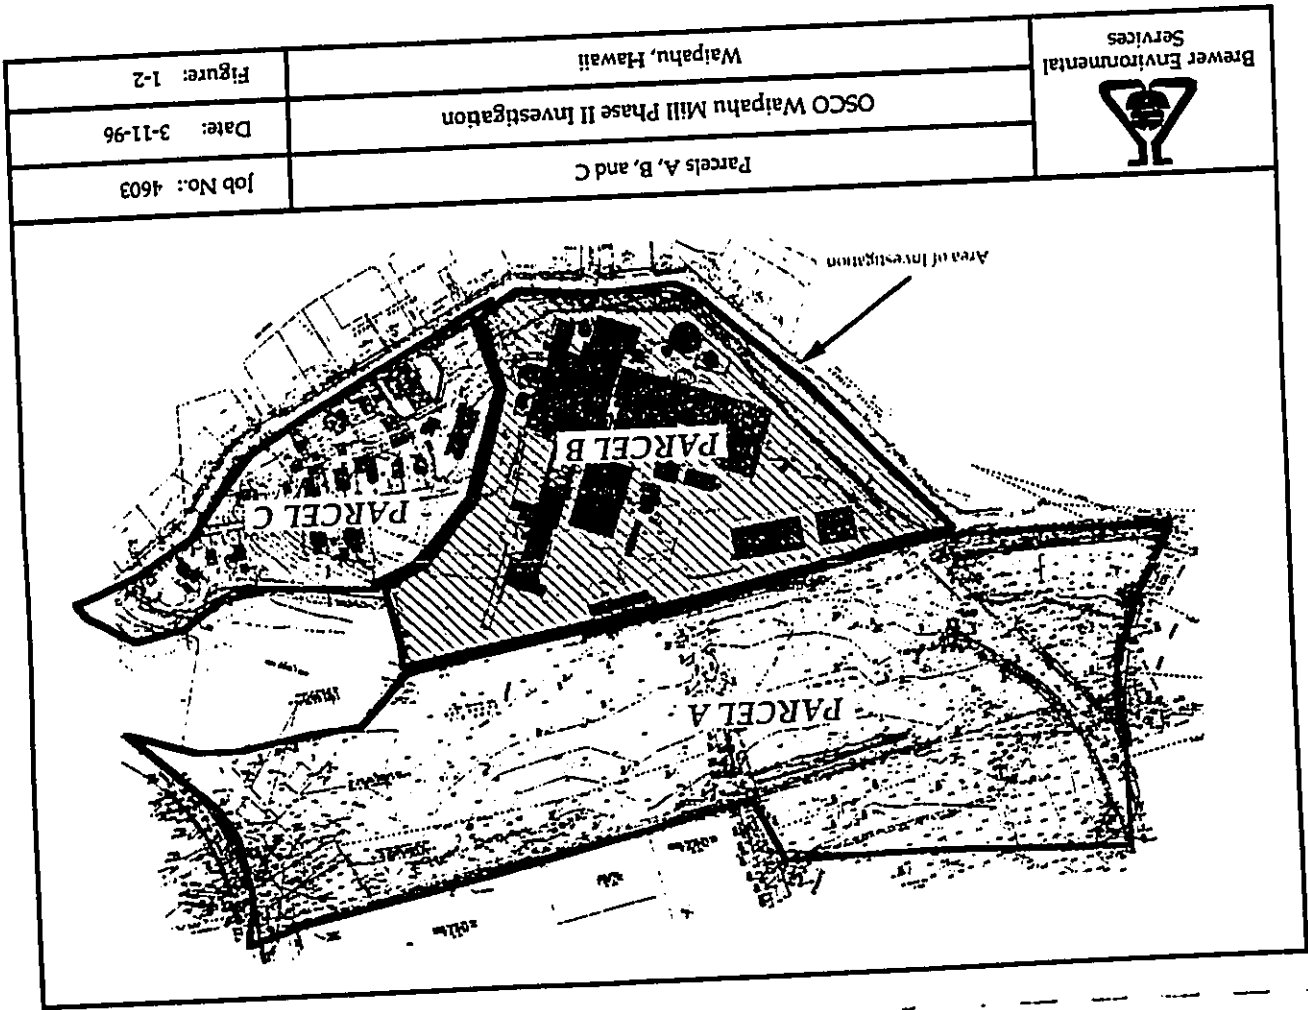 PARCEL A
PARCEL C
PARCEL B
Area of Investigation
Brewer Environmental
Services
Parcels A, B, and C
OSCO Waipahu Mill Phase II Investigation
Waipahu, Hawaii
Job No.: 4603
Date: 3-11-96
Figure: 1-2